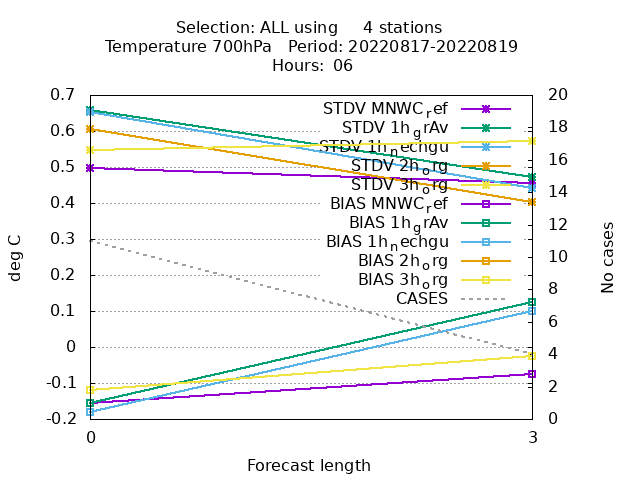 Selection: ALL using 4 stations
Temperature 700hPa Period: 20220817-20220819
Hours: 06
0.7
0.6
0.5
0.4
0.3
0.2
0.1
0
-0.1
-0.2
deg C
STDV MNWC_ref
STDV 1h_grAv
STDV 1h_nechgu
STDV 2h_org
STDV 3h_org
BIAS MNWC_ref
BIAS 1h_grAv
BIAS 1h_nechgu
BIAS 2h_org
BIAS 3h_org
CASES
20
18
16
14
12
10
8
6
4
2
0
No cases
0 3
Forecast length